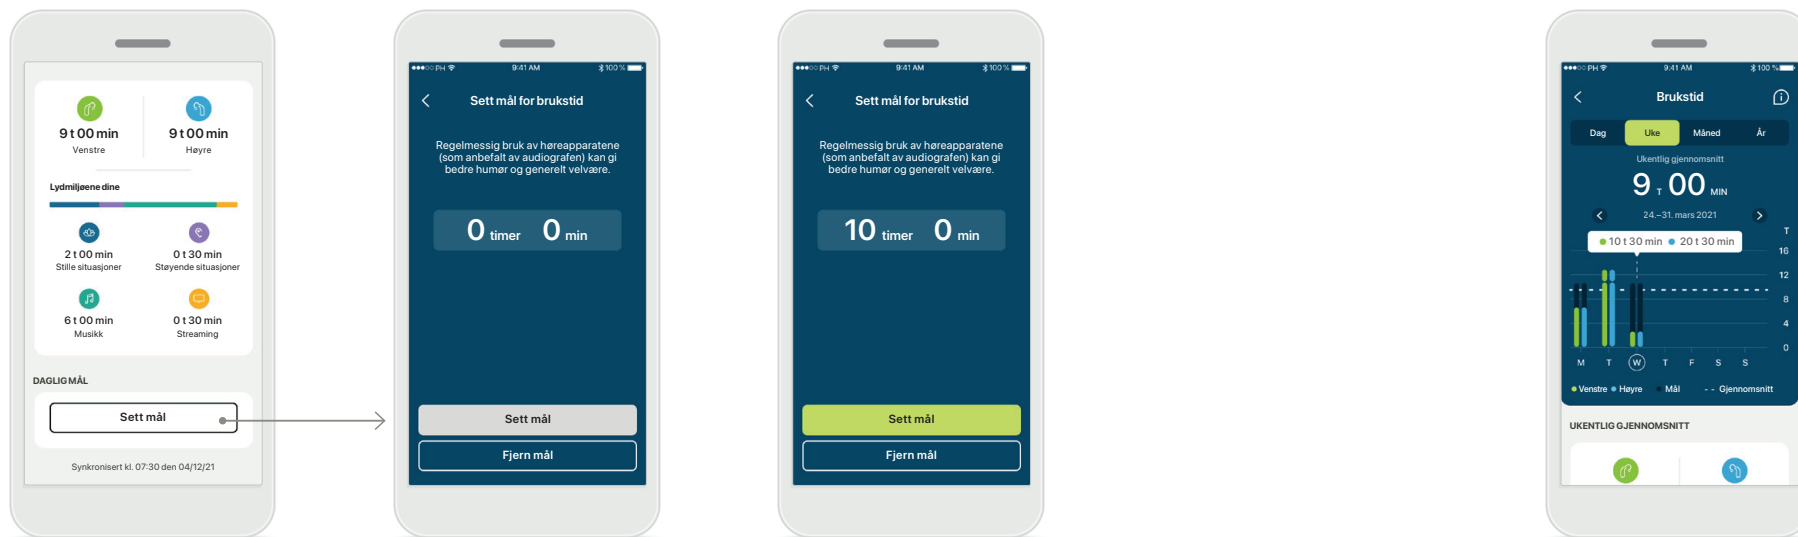 9 t 00 min
Venstre
9 t 00 min
Høyre
Lydmiljøene dine
2 t 00 min
Stille situasjoner
0 t 30 min
Støyende situasjoner
6 t 00 min
Musikk
0 t 30 min
Streaming
DAGLIG MÅL
Sett mål
Synkronisert kl. 07:30 den 04/12/21
PH 9:41 AM 100 %
Sett mål for brukstid
Regelmessig bruk av høreapparatene
(som anbefalt av audiografen) kan gi
bedre humør og generelt velvære.
0 timer 0 min
Sett mål
Fjern mål
PH 9:41 AM 100 %
Sett mål for brukstid
Regelmessig bruk av høreapparatene
(som anbefalt av audiografen) kan gi
bedre humør og generelt velvære.
10 timer 0 min
Sett mål
Fjern mål
PH 9:41 AM 100 %
Brukstid
Dag Uke Måned År
Ukentlig gjennomsnitt
9 T 00 MIN
24.–31. mars 2021
T
10 t 30 min 20 t 30 min
16
12
8
4
0
M T W T F S S
Venstre Høyre Mål - - Gjennomsnitt
UKENTLIG GJENNOMSNITT